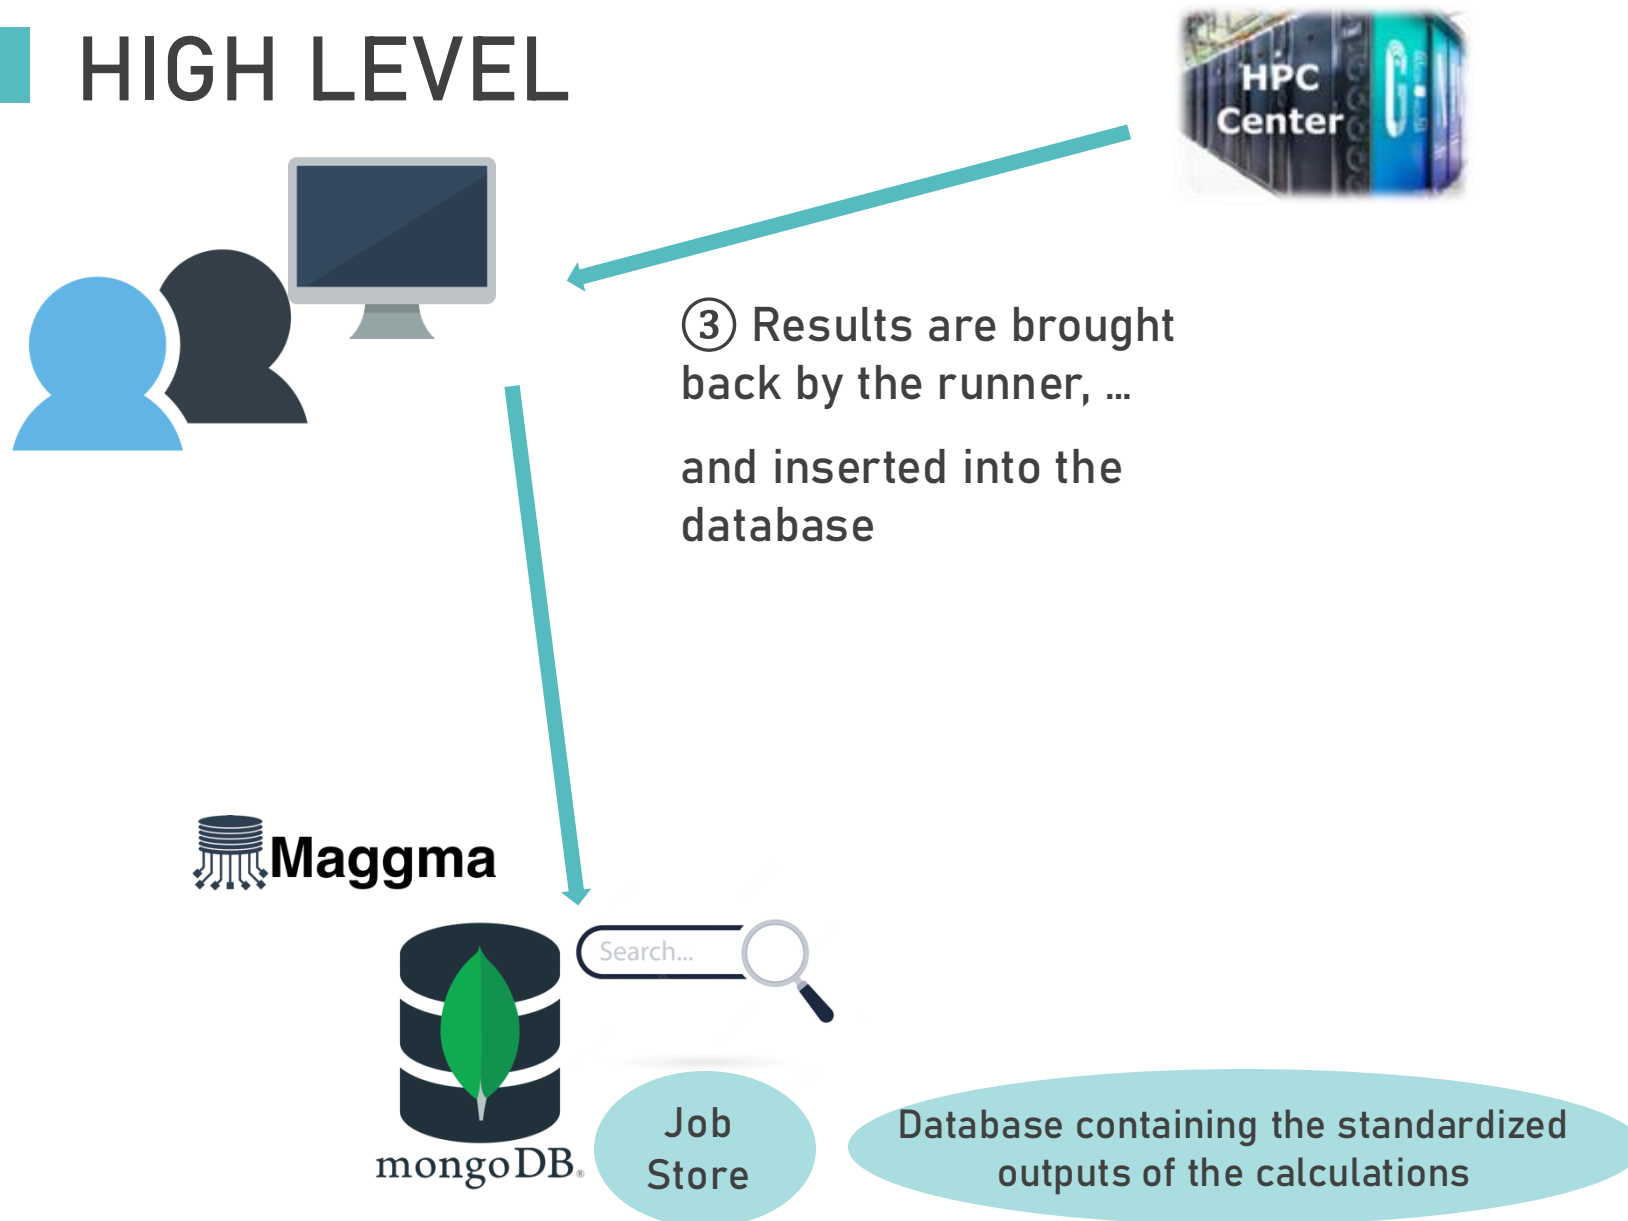 HIGH LEVEL
HPC
Center
③ Results are brought
back by the runner, ...
and inserted into the
database
Maggma
Search...
mongoDB®
Job
Store
Database containing the standardized
outputs of the calculations